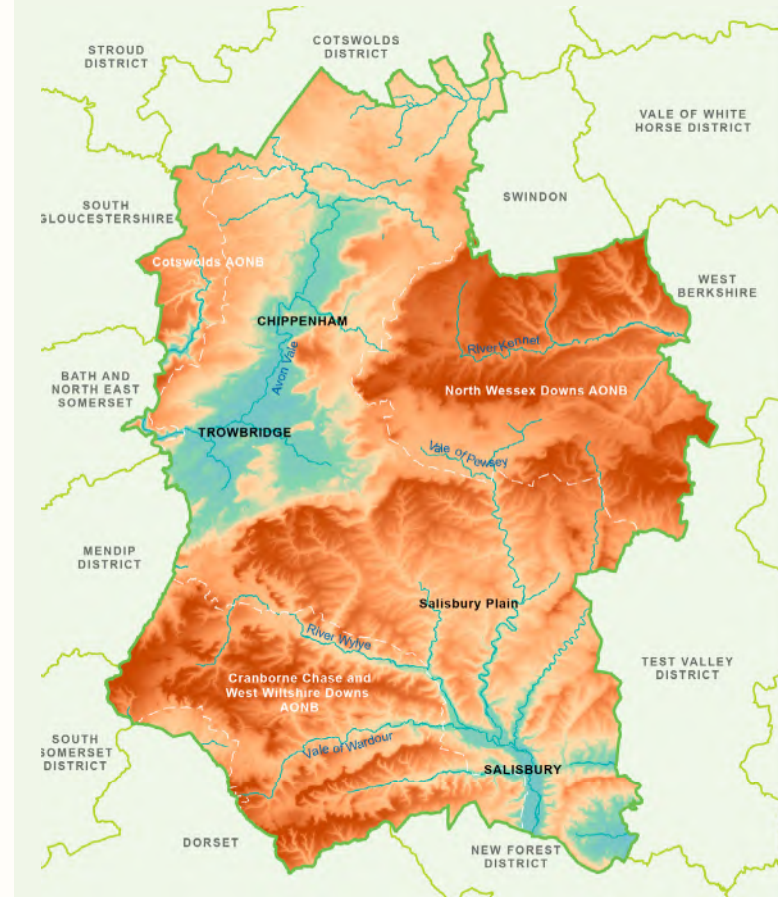 STROUD
DISTRICT
COTSWOLDS
DISTRICT
VALE OF WHITE
HORSE DISTRICT
SWINDON
SOUTH
GLOUCESTERSHIRE
Cotswolds AONB
WEST
BERKSHIRE
CHIPPENHAM
River Kennet
Avon Vale
BATH AND
NORTH EAST
SOMERSET
North Wessex Downs AONB
TROWBRIDGE
Vale of Pewsey
MENDIP
DISTRICT
Salisbury Plain
River Wylye
TEST VALLEY
DISTRICT
Cranborne Chase and
West Wiltshire Downs
AONB
SOUTH
SOMERSET
DISTRICT
Vale of Wardour
SALISBURY
DORSET
NEW FOREST
DISTRICT